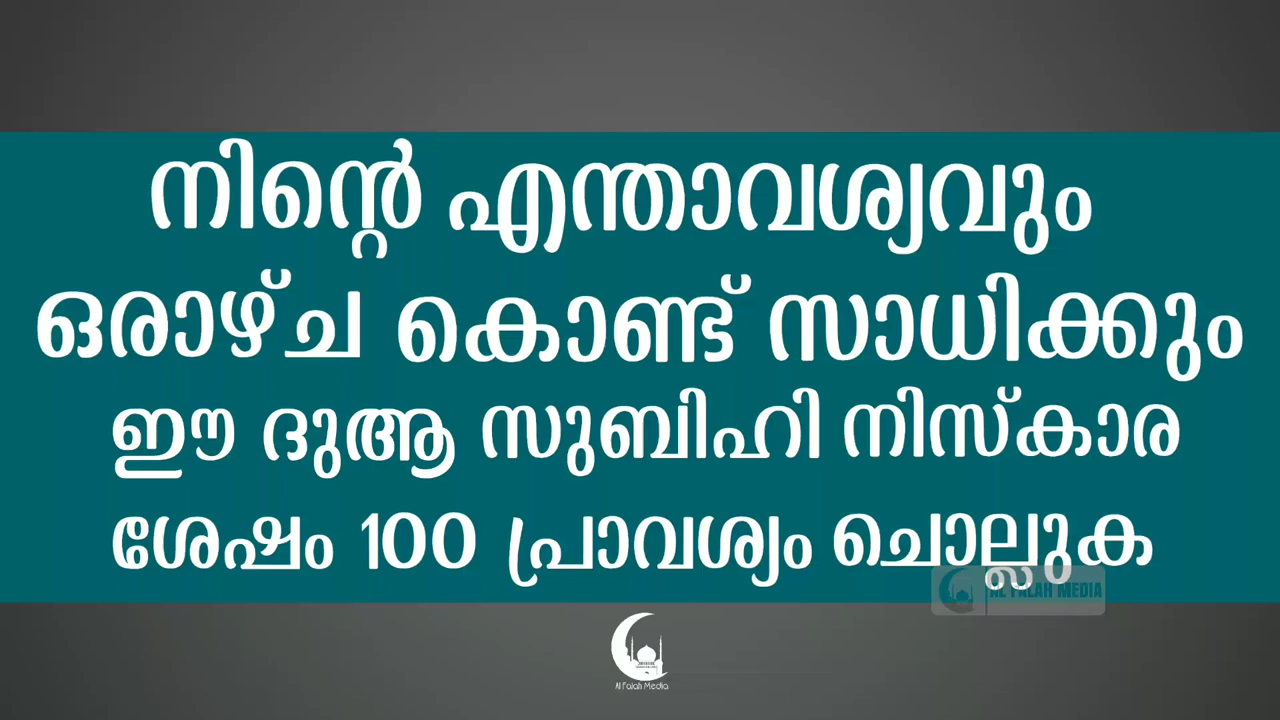 നിന്റെ എന്താവശ്യവും
ഒരാഴ്ച കൊണ്ട് സാധിക്കും
ഈ ദുആ സുബിഹി നിസ്കാര
ശേഷം 100 പ്രാവശ്യം ചൊല്ലുക
AL FALAH MEDIA
Al Falah Media